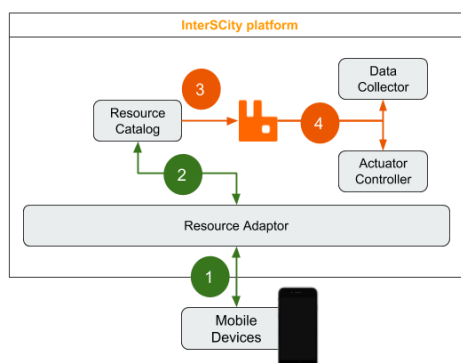 InterSCity platform
3
Data
Collector
Resource
Catalog
4
Actuator
Controller
2
Resource Adaptor
1
Mobile
Devices